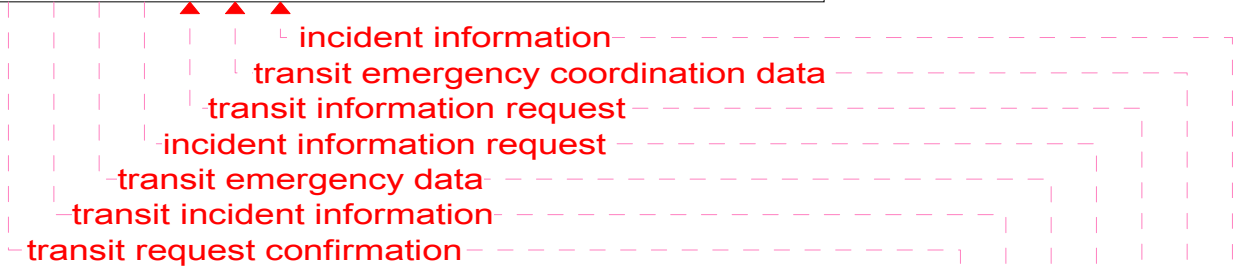 incident information
transit emergency coordination data
transit information request
incident information request
transit emergency data
transit incident information
transit request confirmation